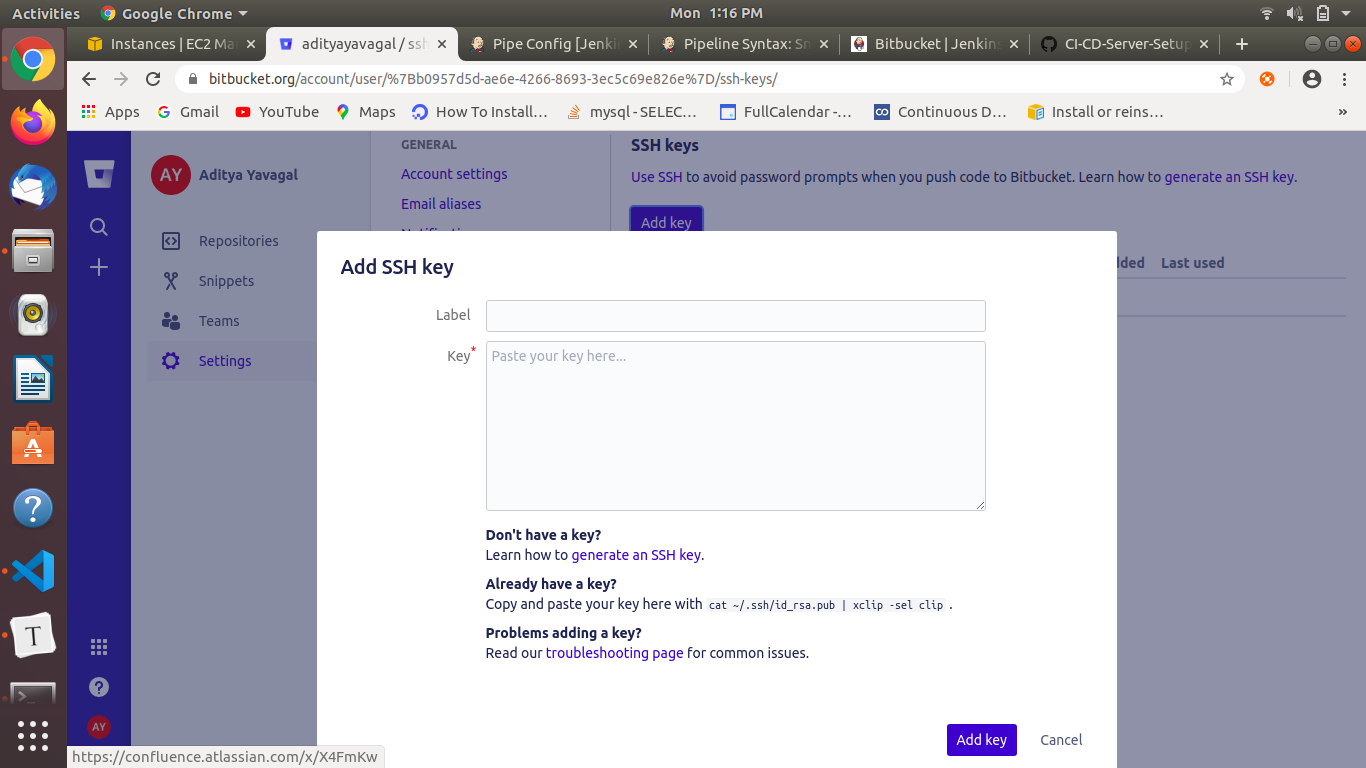 Activities Google Chrome Mon 1:16 PM
Instances | EC2 Ma adityayavagal / ssh Pipe Config [Jenki Pipeline Syntax: Sn Bitbucket | Jenkins CI-CD-Server-Setup
bitbucket.org/account/user/%7Bb0957d5d-ae6e-4266-8693-3ec5c69e826e%7D/ssh-keys/
Apps Gmail YouTube Maps How To Install… mysql - SELEC… FullCalendar -… Continuous D… Install or reins… »
AY Aditya Yavagal
Repositories
Snippets
Teams
Settings
GENERAL
Account settings
Email aliases
SSH keys
Use SSH to avoid password prompts when you push code to Bitbucket. Learn how to generate an SSH key.
Add key
Last used
Add SSH key
Label
Key*
Paste your key here...
Don't have a key?
Learn how to generate an SSH key.
Already have a key?
Copy and paste your key here with cat ~/.ssh/id_rsa.pub | xclip -sel clip .
Problems adding a key?
Read our troubleshooting page for common issues.
Add key Cancel
AY
https://confluence.atlassian.com/x/X4FmKw